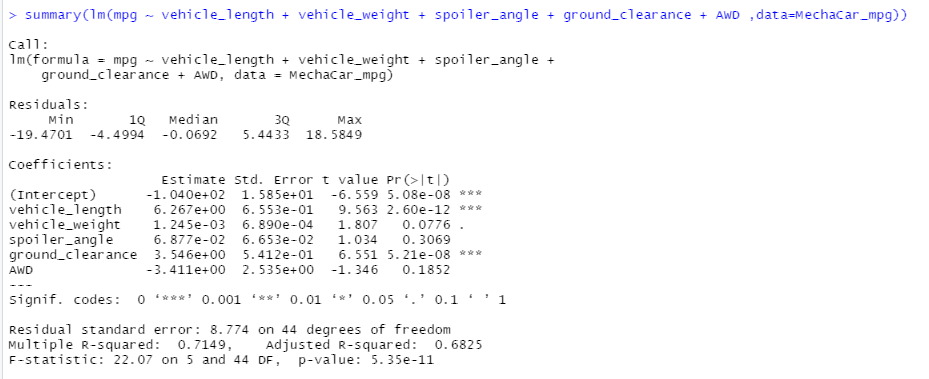 > summary(lm(mpg ~ vehicle_length + vehicle_weight + spoiler_angle + ground_clearance + AWD ,data=MechaCar_mpg))
Call:
lm(formula = mpg ~ vehicle_length + vehicle_weight + spoiler_angle +
    ground_clearance + AWD, data = MechaCar_mpg)
Residuals:
     Min       1Q   Median       3Q      Max
-19.4701  -4.4994  -0.0692   5.4433  18.5849
Coefficients:
                   Estimate Std. Error t value Pr(>|t|)
(Intercept)      -1.040e+02  1.585e+01  -6.559 5.08e-08 ***
vehicle_length    6.267e+00  6.553e-01   9.563 2.60e-12 ***
vehicle_weight    1.245e-03  6.890e-04   1.807   0.0776 .
spoiler_angle     6.877e-02  6.653e-02   1.034   0.3069
ground_clearance  3.546e+00  5.412e-01   6.551 5.21e-08 ***
AWD              -3.411e+00  2.535e+00  -1.346   0.1852
---
Signif. codes:  0 ‘***’ 0.001 ‘**’ 0.01 ‘*’ 0.05 ‘.’ 0.1 ‘ ’ 1
Residual standard error: 8.774 on 44 degrees of freedom
Multiple R-squared:  0.7149,	Adjusted R-squared:  0.6825
F-statistic: 22.07 on 5 and 44 DF,  p-value: 5.35e-11